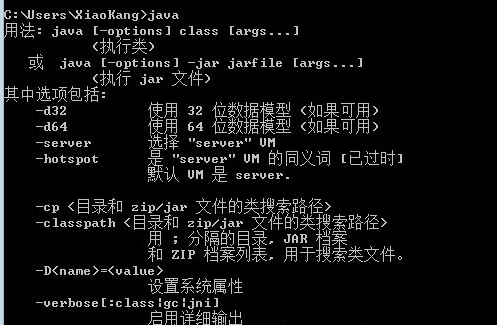 C:\Users\XiaoKang>java
用法: java [-options] class [args...]
(执行类)
或 java [-options] -jar jarfile [args...]
(执行 jar 文件)
其中选项包括:
-d32 使用 32 位数据模型 (如果可用)
-d64 使用 64 位数据模型 (如果可用)
-server 选择 "server" VM
-hotspot 是 "server" VM 的同义词 [已过时]
默认 VM 是 server.
-cp <目录和 zip/jar 文件的类搜索路径>
-classpath <目录和 zip/jar 文件的类搜索路径>
用 ; 分隔的目录, JAR 档案
和 ZIP 档案列表, 用于搜索类文件。
-D<name>=<value>
设置系统属性
-verbose[:class|gc|jni]
启用详细输出